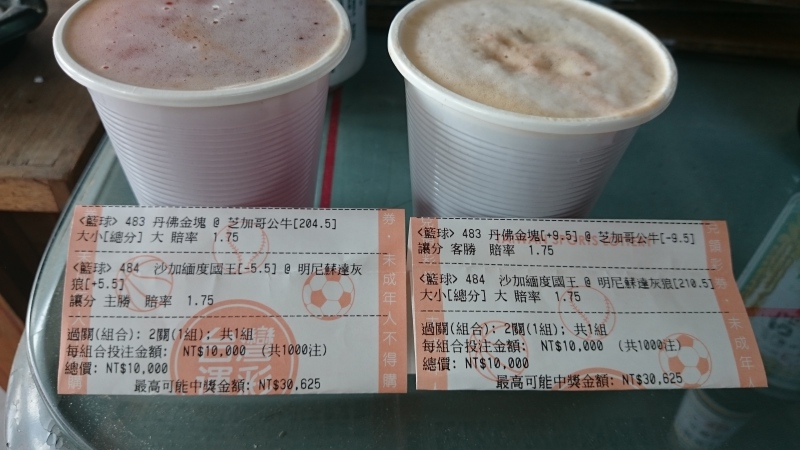 <籃球> 483 丹佛金塊 @ 芝加哥公牛[204.5]
大小[總分] 大 賠率 1.75
<籃球> 484 沙加緬度國王[-5.5] @ 明尼蘇達灰
狼[+5.5]
讓分 主勝 賠率 1.75
過關(組合): 2關(1組): 共1組
每組合投注金額: NT$10,000 (共1000注)
總價: NT$10,000
最高可能中獎金額: NT$30,625
券・未成年人不得購
台灣
運彩
<籃球> 483 丹佛金塊[+9.5] @ 芝加哥公牛[-9.5]
讓分 客勝 賠率 1.75
<籃球> 484 沙加緬度國王 @ 明尼蘇達灰狼[210.5]
大小[總分] 大 賠率 1.75
過關(組合): 2關(1組): 共1組
每組合投注金額: NT$10,000 (共1000注)
總價: NT$10,000
最高可能中獎金額: NT$30,625
券・未成年